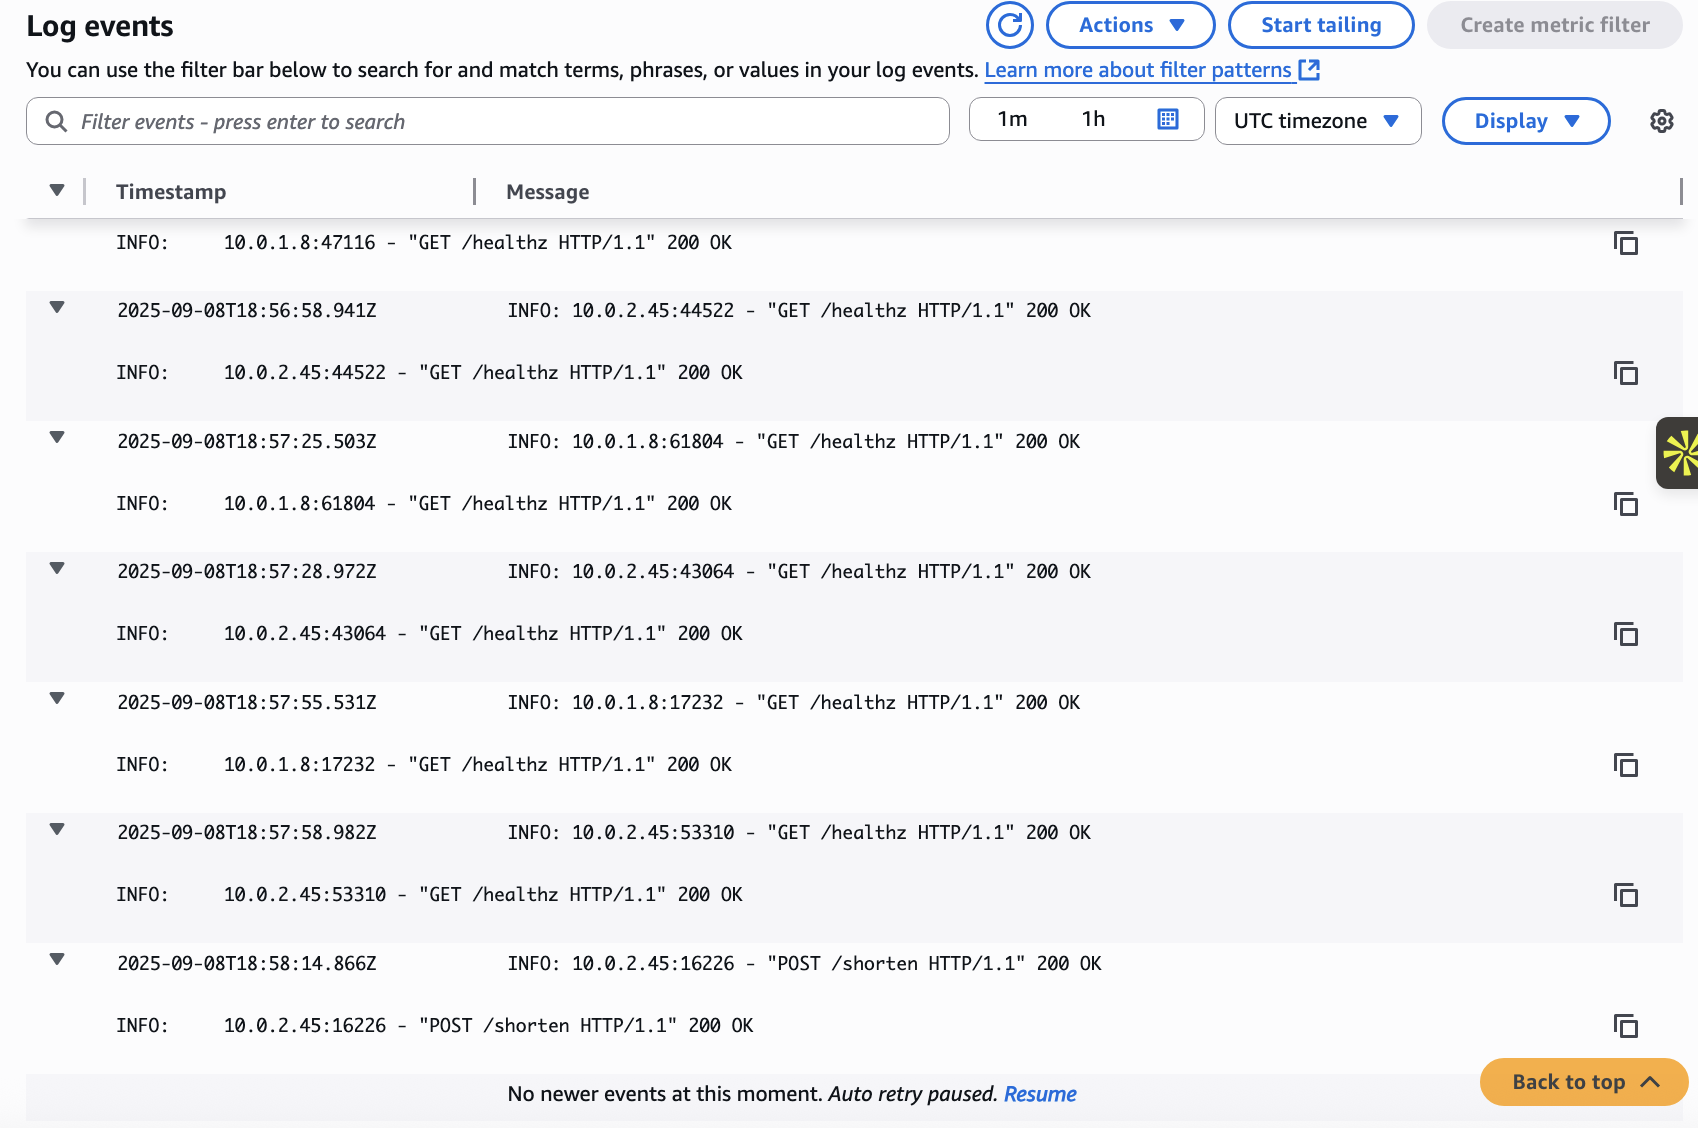 Log events
Actions
Start tailing
Create metric filter
You can use the filter bar below to search for and match terms, phrases, or values in your log events. Learn more about filter patterns
Filter events - press enter to search
1m
1h
UTC timezone
Display
Timestamp
Message
INFO:     10.0.1.8:47116 - "GET /healthz HTTP/1.1" 200 OK
2025-09-08T18:56:58.941Z
INFO: 10.0.2.45:44522 - "GET /healthz HTTP/1.1" 200 OK
INFO:     10.0.2.45:44522 - "GET /healthz HTTP/1.1" 200 OK
2025-09-08T18:57:25.503Z
INFO: 10.0.1.8:61804 - "GET /healthz HTTP/1.1" 200 OK
INFO:     10.0.1.8:61804 - "GET /healthz HTTP/1.1" 200 OK
2025-09-08T18:57:28.972Z
INFO: 10.0.2.45:43064 - "GET /healthz HTTP/1.1" 200 OK
INFO:     10.0.2.45:43064 - "GET /healthz HTTP/1.1" 200 OK
2025-09-08T18:57:55.531Z
INFO: 10.0.1.8:17232 - "GET /healthz HTTP/1.1" 200 OK
INFO:     10.0.1.8:17232 - "GET /healthz HTTP/1.1" 200 OK
2025-09-08T18:57:58.982Z
INFO: 10.0.2.45:53310 - "GET /healthz HTTP/1.1" 200 OK
INFO:     10.0.2.45:53310 - "GET /healthz HTTP/1.1" 200 OK
2025-09-08T18:58:14.866Z
INFO: 10.0.2.45:16226 - "POST /shorten HTTP/1.1" 200 OK
INFO:     10.0.2.45:16226 - "POST /shorten HTTP/1.1" 200 OK
No newer events at this moment. Auto retry paused. Resume
Back to top